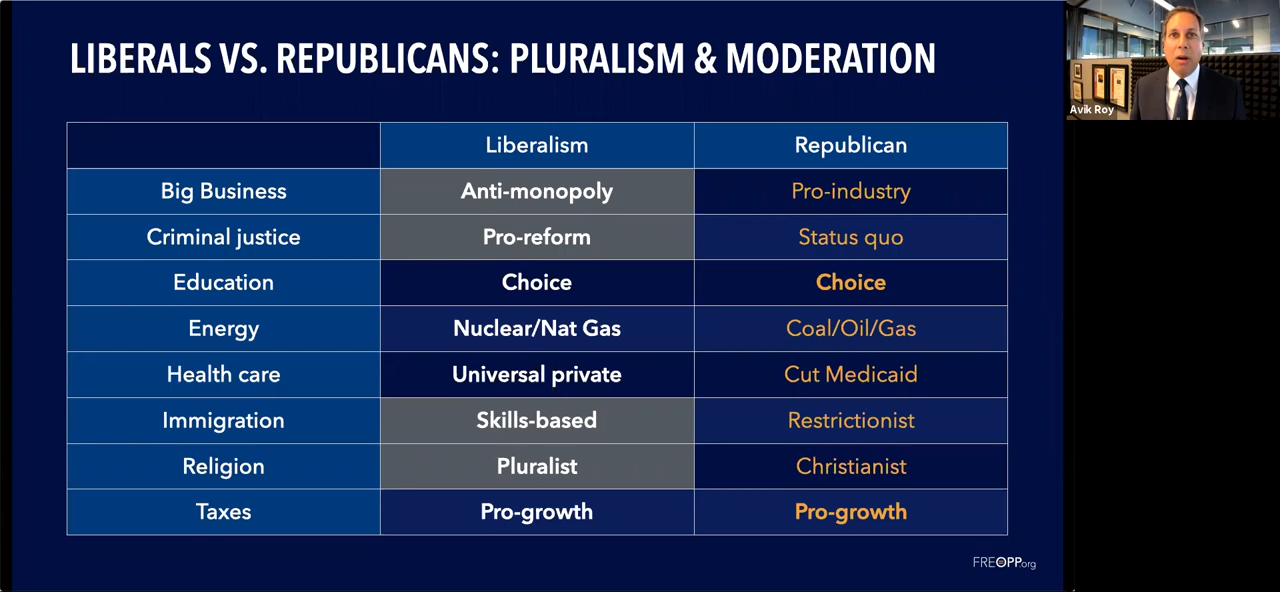 LIBERALS VS. REPUBLICANS: PLURALISM & MODERATION
Avik Roy
Liberalism Republican
Big Business Anti-monopoly Pro-industry
Criminal justice Pro-reform Status quo
Education Choice Choice
Energy Nuclear/Nat Gas Coal/Oil/Gas
Health care Universal private Cut Medicaid
Immigration Skills-based Restrictionist
Religion Pluralist Christianist
Taxes Pro-growth Pro-growth
FREOPP.org